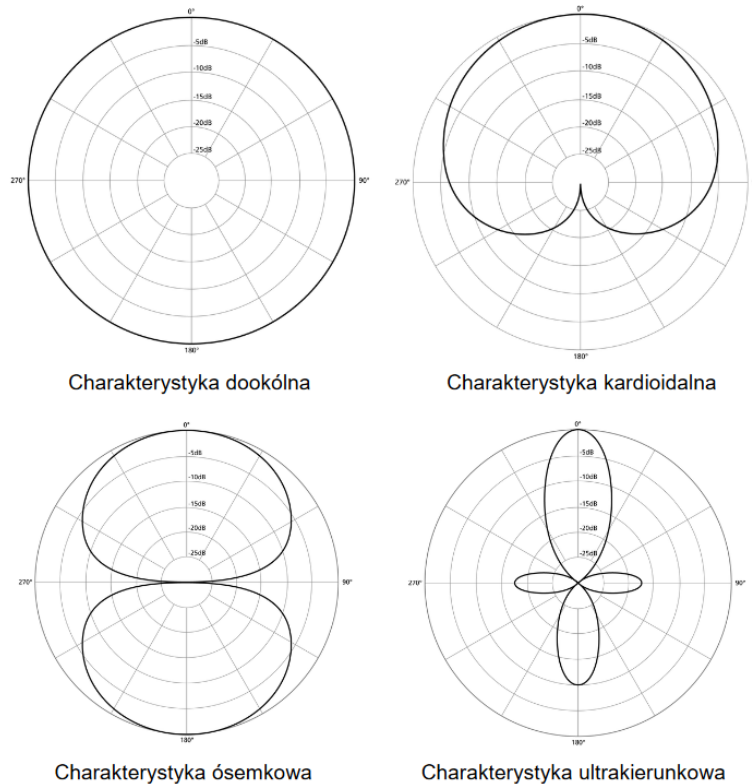 0°
-5dB
-10dB
-15dB
-20dB
-25dB
270°
90°
180°
Charakterystyka dookólna
0°
-5dB
-10dB
-15dB
-20dB
-25dB
270°
90°
180°
Charakterystyka kardioidalna
0°
-5dB
-10dB
-15dB
-20dB
-25dB
270°
90°
180°
Charakterystyka ósemkowa
0°
-5dB
-10dB
-15dB
-20dB
-25dB
270°
90°
180°
Charakterystyka ultrakierunkowa